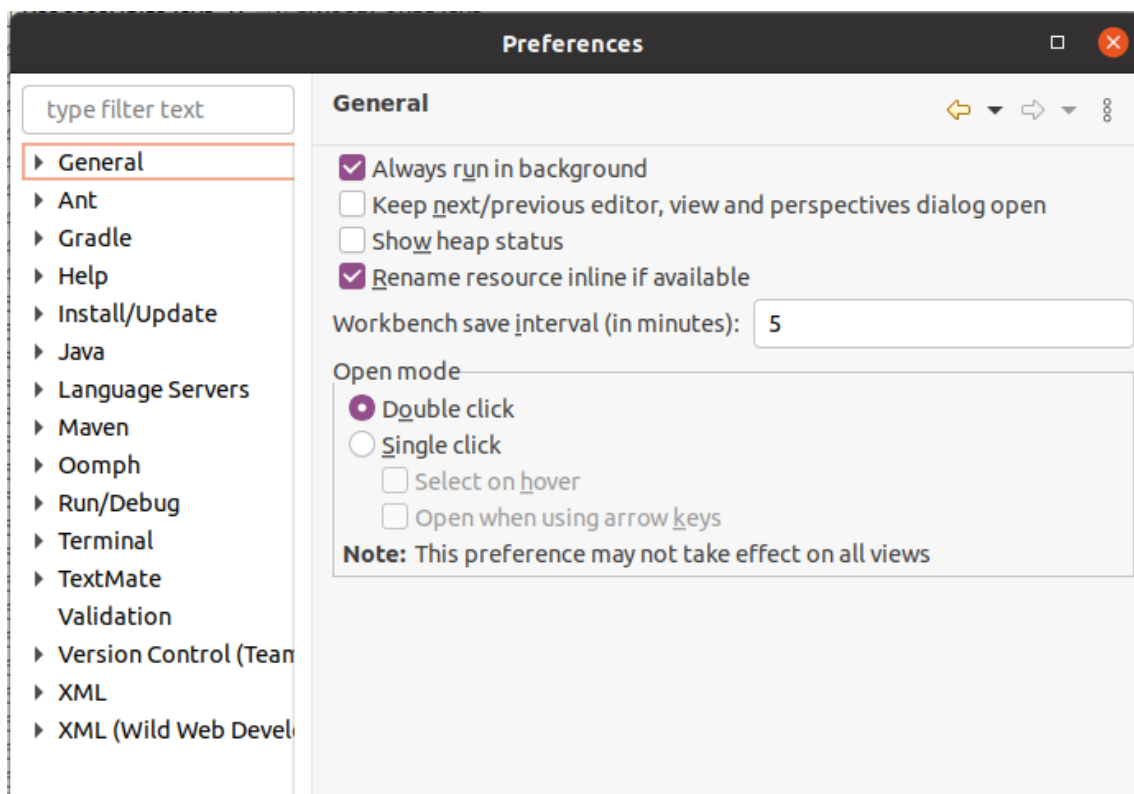 Preferences
type filter text
General
Ant
Gradle
Help
Install/Update
Java
Language Servers
Maven
Oomph
Run/Debug
Terminal
TextMate
Validation
Version Control (Team
XML
XML (Wild Web Devel
General
Always run in background
Keep next/previous editor, view and perspectives dialog open
Show heap status
Rename resource inline if available
Workbench save interval (in minutes): 5
Open mode
Double click
Single click
Select on hover
Open when using arrow keys
Note: This preference may not take effect on all views